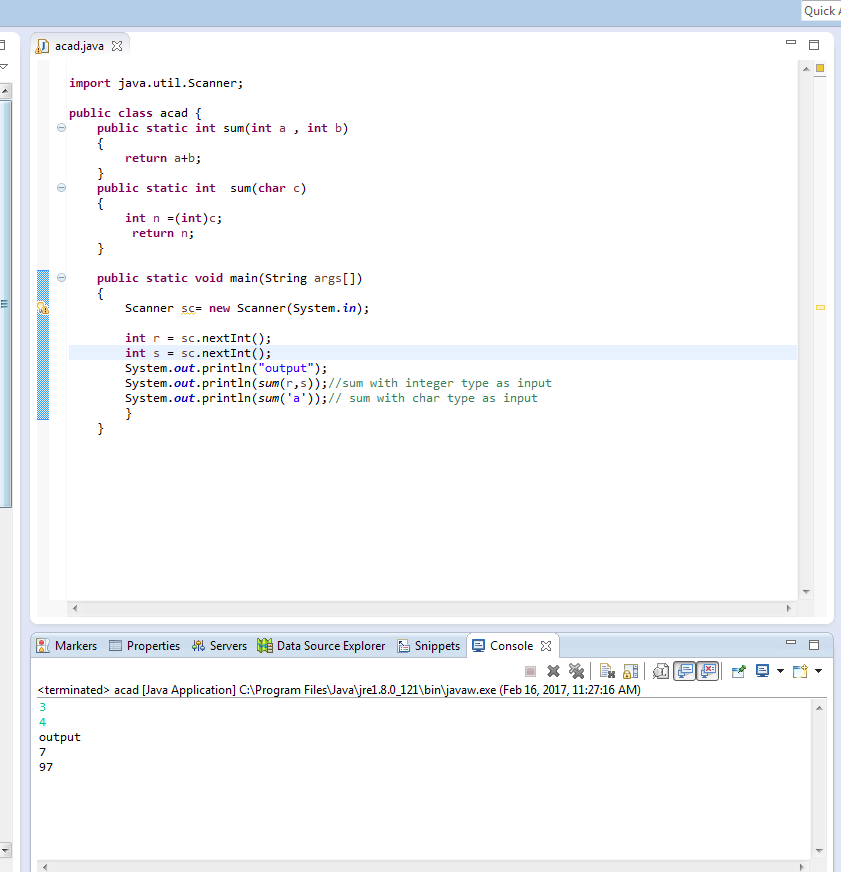 Quick A
acad.java
import java.util.Scanner;
public class acad {
public static int sum(int a , int b)
{
return a+b;
}
public static int  sum(char c)
{
int n =(int)c;
return n;
}
public static void main(String args[])
{
Scanner sc= new Scanner(System.in);
int r = sc.nextInt();
int s = sc.nextInt();
System.out.println("output");
System.out.println(sum(r,s));//sum with integer type as input
System.out.println(sum('a'));// sum with char type as input
}
}
Markers Properties Servers Data Source Explorer Snippets Console
<terminated> acad [Java Application] C:\Program Files\Java\jre1.8.0_121\bin\javaw.exe (Feb 16, 2017, 11:27:16 AM)
3
4
output
7
97